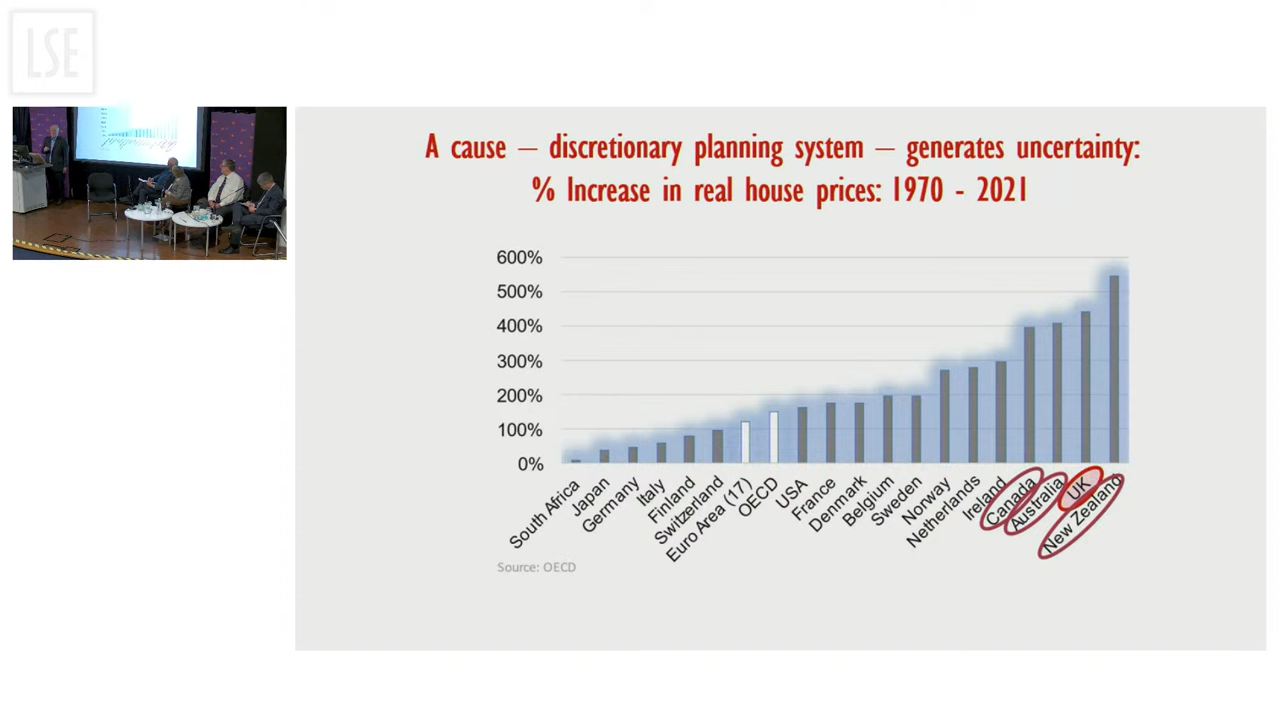 LSE
A cause – discretionary planning system – generates uncertainty:
% Increase in real house prices: 1970 - 2021
600%
500%
400%
300%
200%
100%
0%
South Africa
Japan
Germany
Italy
Finland
Switzerland
Euro Area (17)
OECD
USA
France
Denmark
Belgium
Sweden
Norway
Netherlands
Ireland
Canada
Australia
UK
New Zealand
Source: OECD